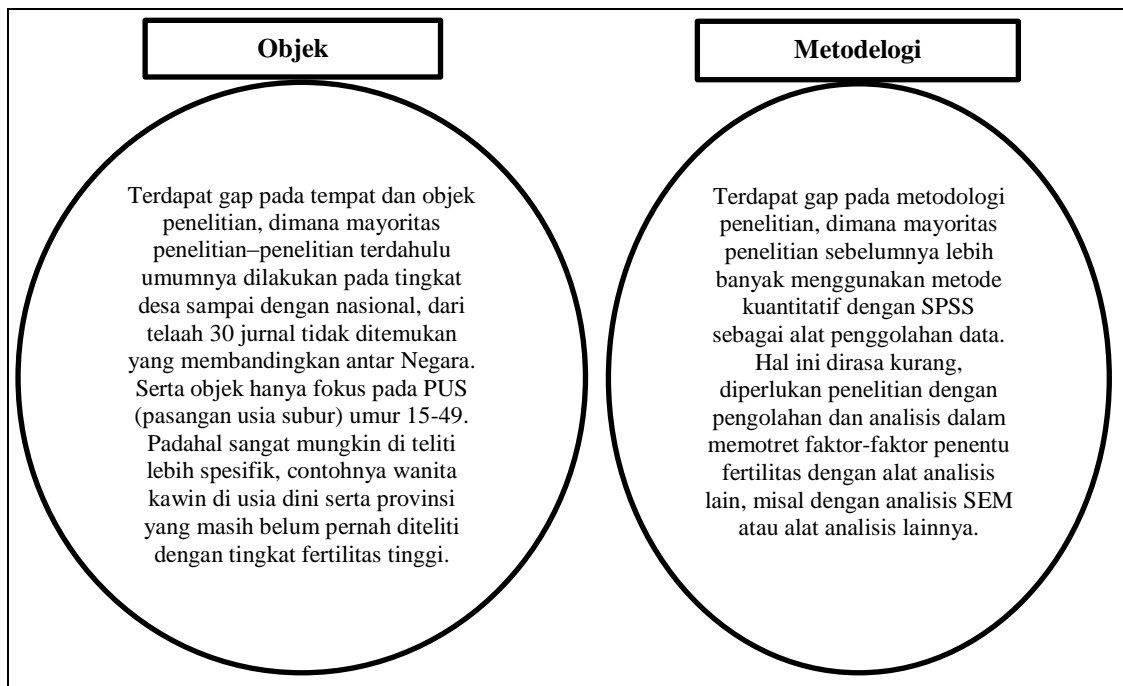 Objek
Terdapat gap pada tempat dan objek
penelitian, dimana mayoritas
penelitian–penelitian terdahulu
umumnya dilakukan pada tingkat
desa sampai dengan nasional, dari
telaah 30 jurnal tidak ditemukan
yang membandingkan antar Negara.
Serta objek hanya fokus pada PUS
(pasangan usia subur) umur 15-49.
Padahal sangat mungkin di teliti
lebih spesifik, contohnya wanita
kawin di usia dini serta provinsi
yang masih belum pernah diteliti
dengan tingkat fertilitas tinggi.
Metodelogi
Terdapat gap pada metodologi
penelitian, dimana mayoritas
penelitian sebelumnya lebih
banyak menggunakan metode
kuantitatif dengan SPSS
sebagai alat penggolahan data.
Hal ini dirasa kurang,
diperlukan penelitian dengan
pengolahan dan analisis dalam
memotret faktor-faktor penentu
fertilitas dengan alat analisis
lain, misal dengan analisis SEM
atau alat analisis lainnya.